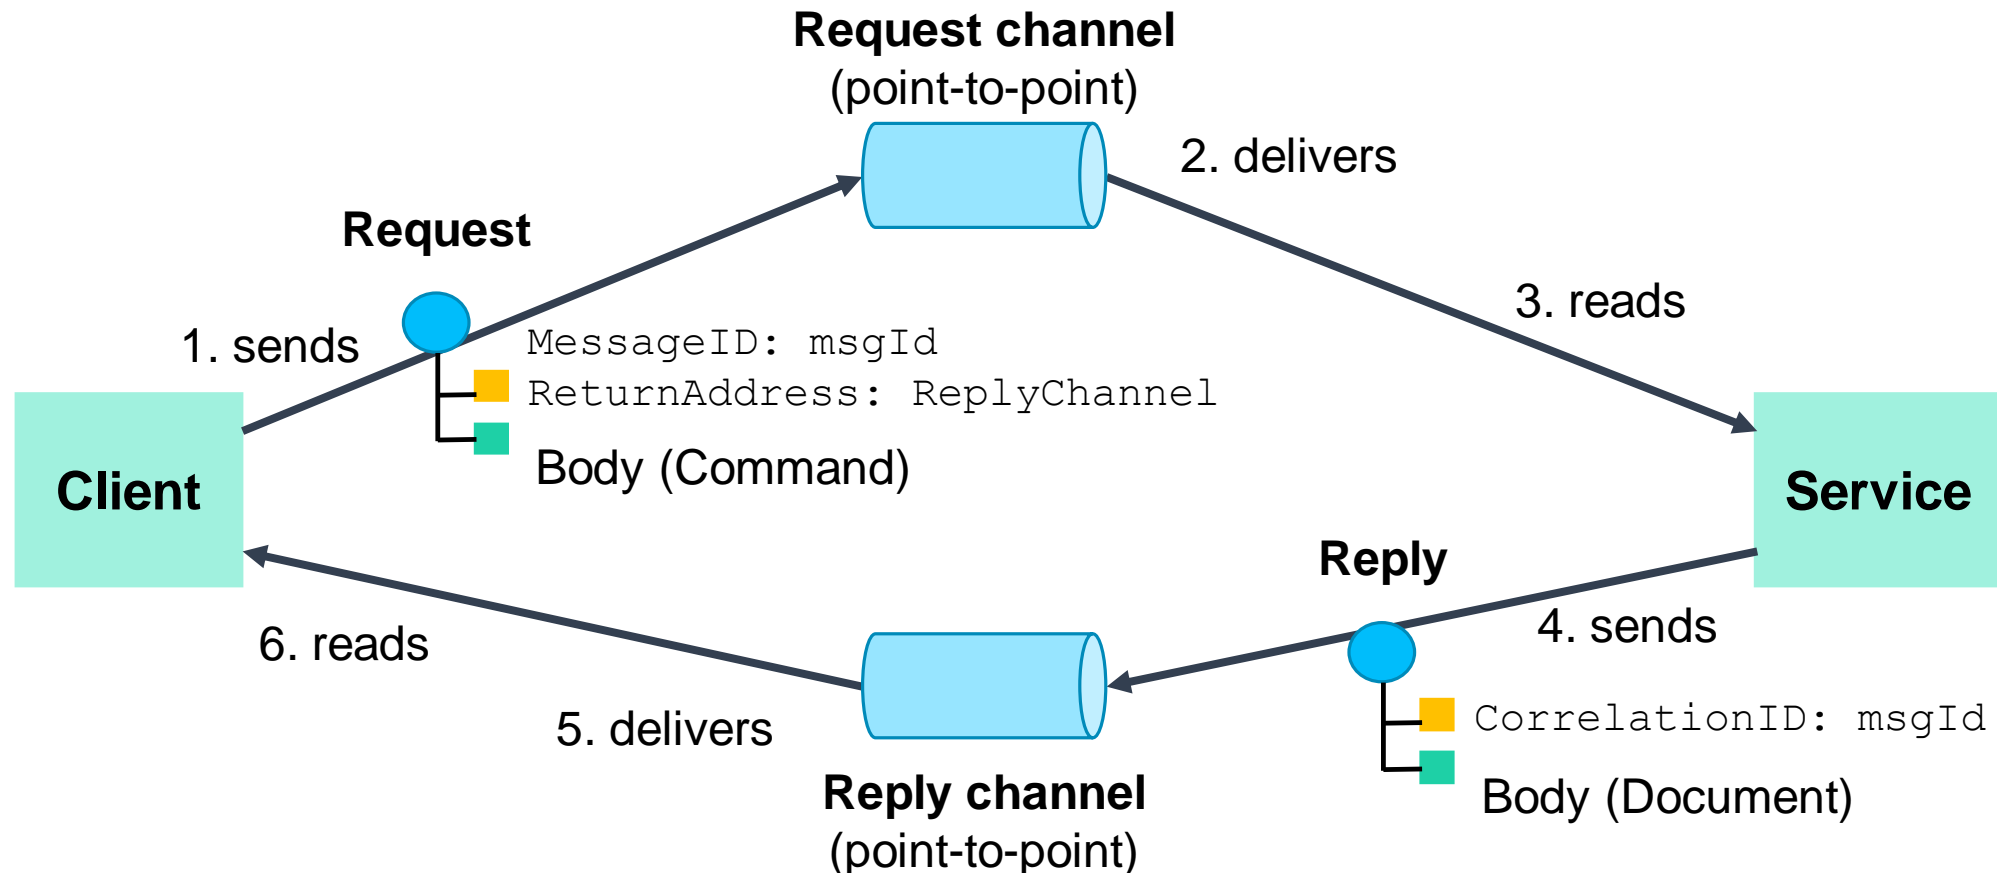 Request channel
(point-to-point)
2. delivers
Request
3. reads
1. sends
MessageID: msgId
ReturnAddress: ReplyChannel
Body (Command)
Client
Service
Reply
4. sends
6. reads
5. delivers
CorrelationID: msgId
Reply channel
Body (Document)
(point-to-point)